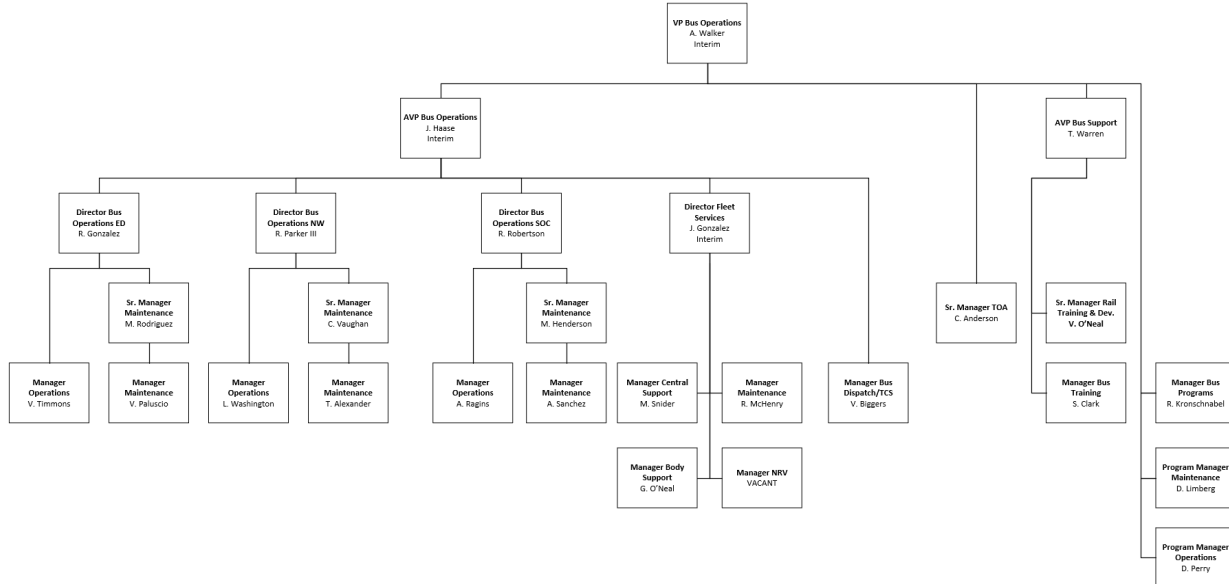 VP Bus Operations
A. Walker
Interim
AVP Bus Operations
J. Haase
Interim
AVP Bus Support
T. Warren
Director Bus
Operations ED
R. Gonzalez
Director Bus
Operations NW
R. Parker III
Director Bus
Operations SOC
R. Robertson
Director Fleet
Services
J. Gonzalez
Interim
Sr. Manager
Maintenance
M. Rodriguez
Sr. Manager
Maintenance
C. Vaughan
Sr. Manager
Maintenance
M. Henderson
Sr. Manager TOA
C. Anderson
Sr. Manager Rail
Training & Dev.
V. O’Neal
Manager
Operations
V. Timmons
Manager
Maintenance
V. Paluscio
Manager
Operations
L. Washington
Manager
Maintenance
T. Alexander
Manager
Operations
A. Ragins
Manager
Maintenance
A. Sanchez
Manager Central
Support
M. Snider
Manager
Maintenance
R. McHenry
Manager Bus
Dispatch/TCS
V. Biggers
Manager Bus
Training
S. Clark
Manager Bus
Programs
R. Kronschnabel
Manager Body
Support
G. O’Neal
Manager NRV
VACANT
Program Manager
Maintenance
D. Limberg
Program Manager
Operations
D. Perry